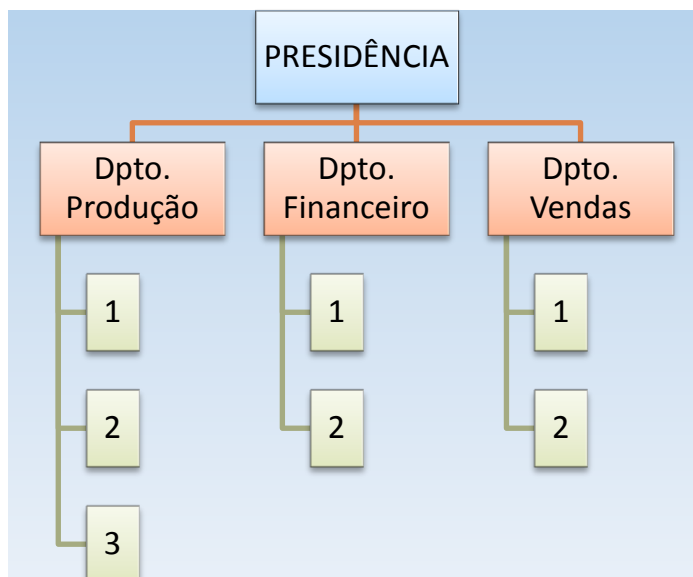 PRESIDÊNCIA
Dpto.
Produção
Dpto.
Financeiro
Dpto.
Vendas
1
1
1
2
2
2
3